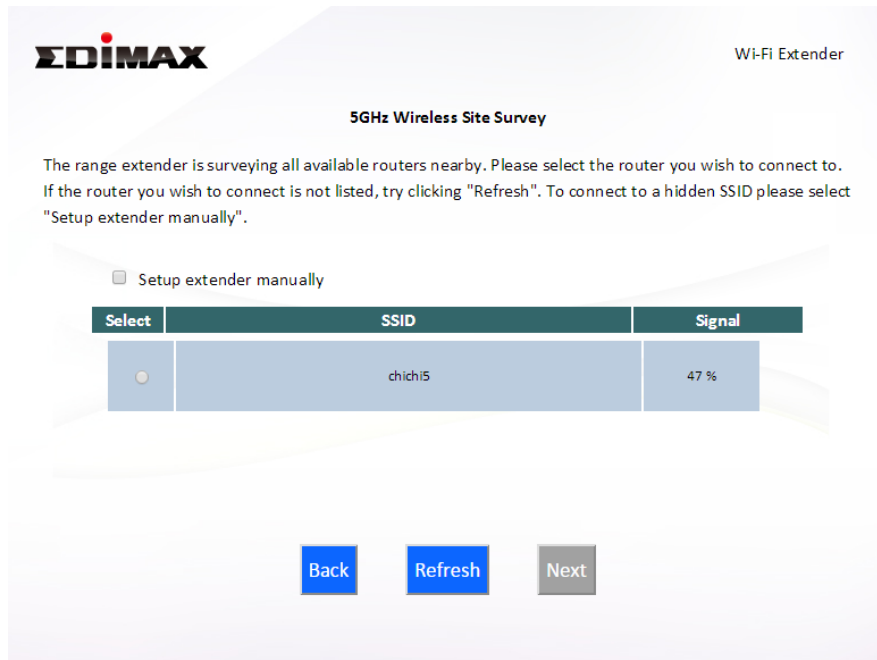 EDIMAX
Wi-Fi Extender
5GHz Wireless Site Survey
The range extender is surveying all available routers nearby. Please select the router you wish to connect to.
If the router you wish to connect is not listed, try clicking "Refresh". To connect to a hidden SSID please select
"Setup extender manually".
Setup extender manually
Select SSID Signal
chichi5 47 %
Back Refresh Next